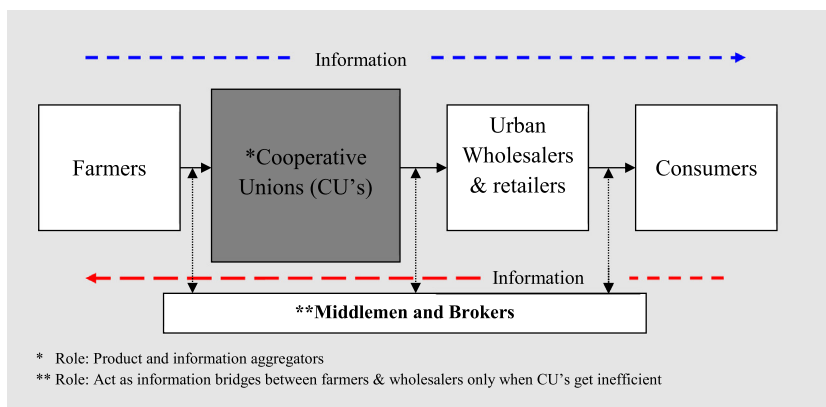 Information
Farmers
*Cooperative
Unions (CU's)
Urban
Wholesalers
& retailers
Consumers
Information
**Middlemen and Brokers
* Role: Product and information aggregators
** Role: Act as information bridges between farmers & wholesalers only when CU's get inefficient